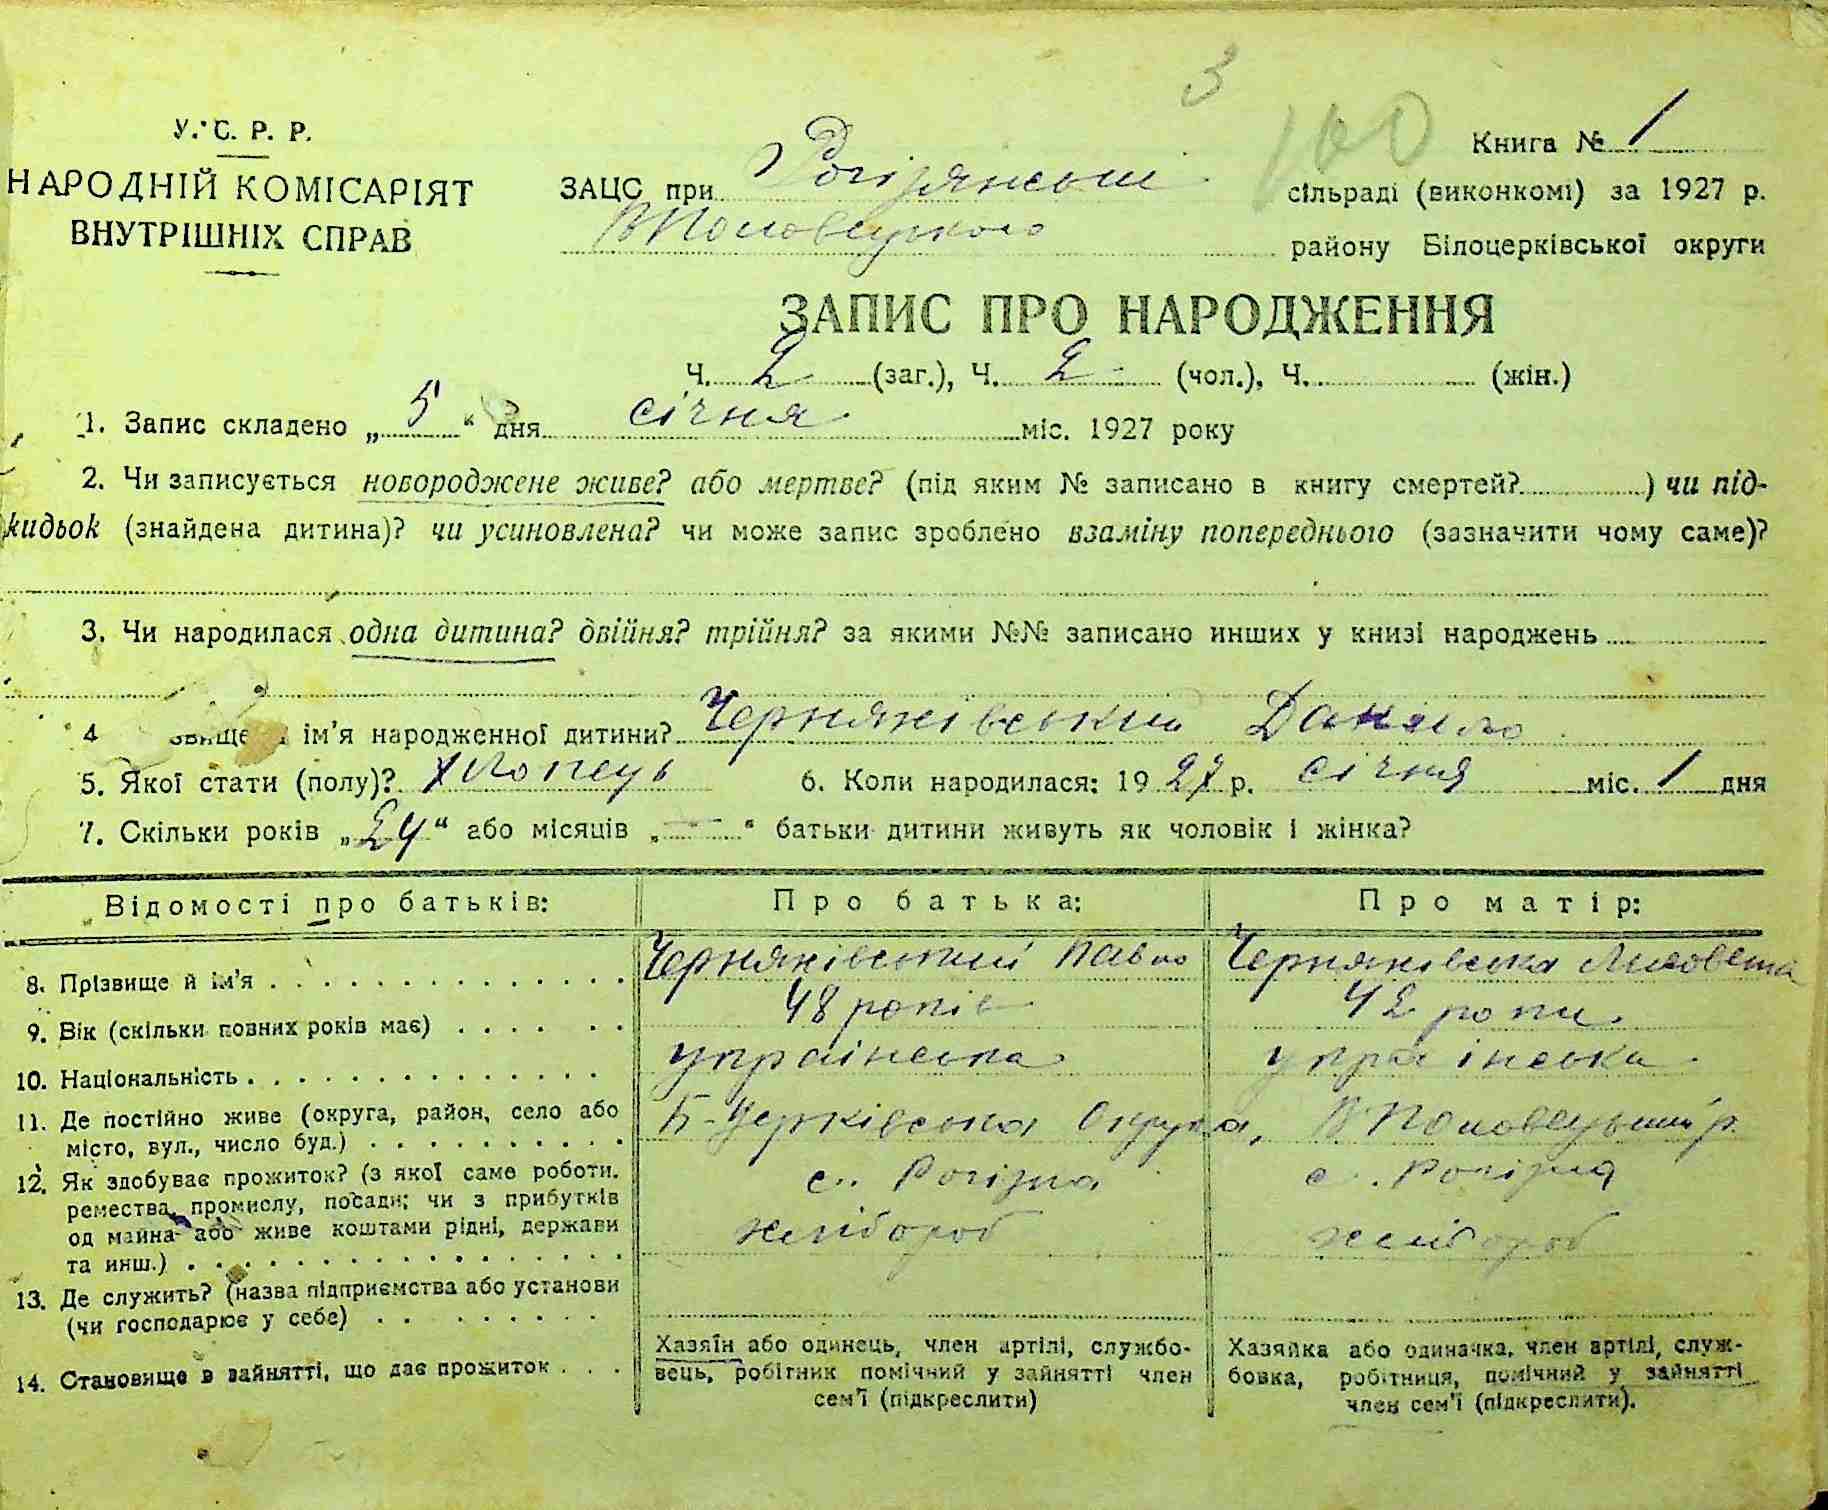 3
100
У. С. Р. Р.
НАРОДНІЙ КОМІСАРІЯТ
ВНУТРІШНІХ СПРАВ
Книга № 1
ЗАЦС при Рогізянські сільраді (виконкомі) за 1927 р.
В Половецького району Білоцерківської округи
ЗАПИС ПРО НАРОДЖЕННЯ
Ч. 2 (заг.), Ч. 2 (чол.), Ч. (жін.)
1. Запис складено „5“ дня січня міс. 1927 року
2. Чи записується новороджене живе? або мертве? (під яким № записано в книгу смертей?) чи під-
кидьок (знайдена дитина)? чи усиновлена? чи може запис зроблено взаміну попереднього (зазначити чому саме)?
3. Чи народилася одна дитина? двійня? трійня? за якими №№ записано инших у книзі народжень
4 звище ім'я народженної дитини? Черняхівський Данило
5. Якої стати (полу)? хлопець 6. Коли народилася: 1927 р. січня міс. 1 дня
7. Скільки років „24“ або місяців „—“ батьки дитини живуть як чоловік і жінка?
Відомості про батьків: Про батька: Про матір:
8. Прізвище й ім'я Черняхівський Павло Черняхівська Лисовета
9. Вік (скільки повних років має) 48 років 42 роки
10. Національність українська українська
11. Де постійно живе (округа, район, село або Б-Церківська Округа, В Половецький р.
місто, вул., число буд.)
12. Як здобуває прожиток? (з якої саме роботи, с. Рогізна с. Рогізна
ремества, промислу, посади; чи з прибутків
од майна або живе коштами рідні, держави хлібороб хлібороб
та инш.)
13. Де служить? (назва підприємства або установи
(чи господарює у себе)
14. Становище в зайнятті, що дає прожиток
Хазяїн або одинець, член артілі, службо-
вець, робітник помічний у зайнятті член
сем'ї (підкреслити)
Хазяйка або одиначка, член артілі, служ-
бовка, робітниця, помічний у зайнятті
член сем'ї (підкреслити).